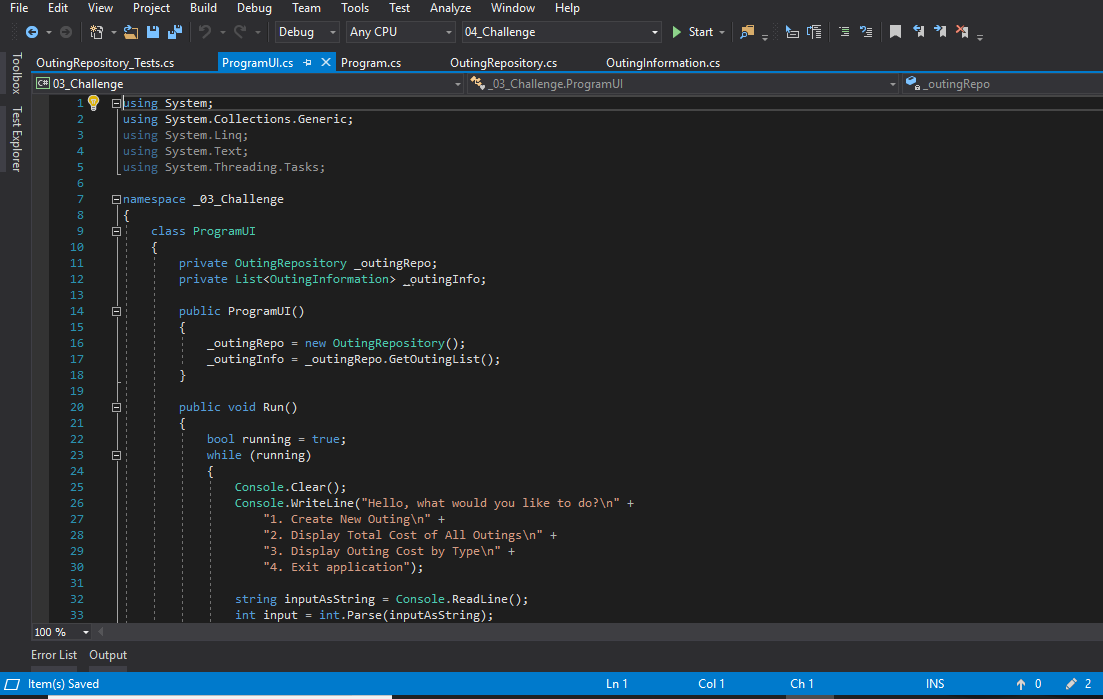 File Edit View Project Build Debug Team Tools Test Analyze Window Help
Debug Any CPU 04_Challenge Start
OutingRepository_Tests.cs ProgramUI.cs Program.cs OutingRepository.cs OutingInformation.cs
C# 03_Challenge _03_Challenge.ProgramUI _outingRepo
Toolbox
Test Explorer
1 using System;
2 using System.Collections.Generic;
3 using System.Linq;
4 using System.Text;
5 using System.Threading.Tasks;
6
7 namespace _03_Challenge
8 {
9 class ProgramUI
10 {
11 private OutingRepository _outingRepo;
12 private List<OutingInformation> _outingInfo;
13
14 public ProgramUI()
15 {
16 _outingRepo = new OutingRepository();
17 _outingInfo = _outingRepo.GetOutingList();
18 }
19
20 public void Run()
21 {
22 bool running = true;
23 while (running)
24 {
25 Console.Clear();
26 Console.WriteLine("Hello, what would you like to do?\n" +
27 "1. Create New Outing\n" +
28 "2. Display Total Cost of All Outings\n" +
29 "3. Display Outing Cost by Type\n" +
30 "4. Exit application");
31
32 string inputAsString = Console.ReadLine();
33 int input = int.Parse(inputAsString);
100 %
Error List Output
Item(s) Saved Ln 1 Col 1 Ch 1 INS 0 2